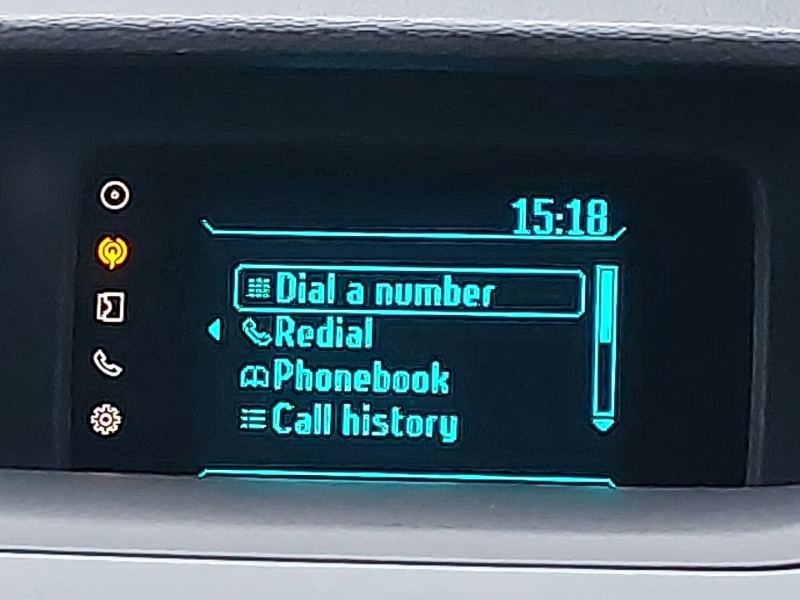 15:18
Dial a number
Redial
Phonebook
Call history